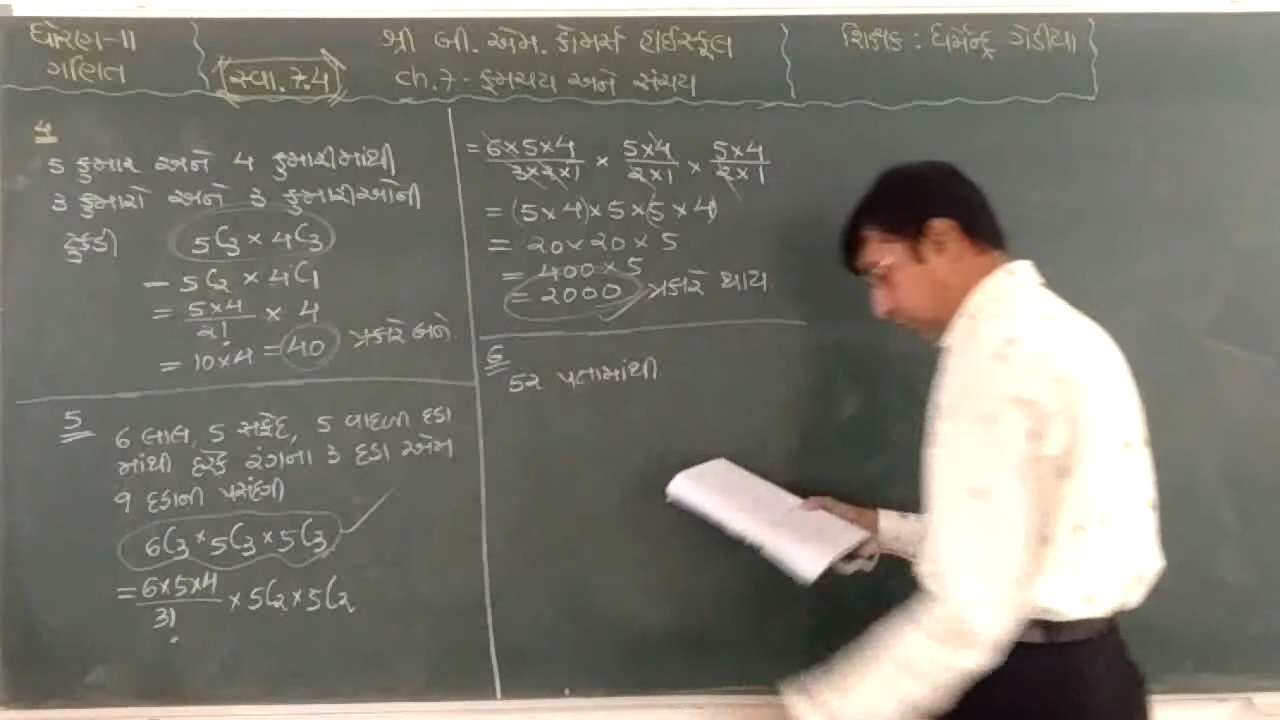 ધોરણ-11
ગણિત
સ્વા. 7.4
શ્રી બી. એમ. કોમર્સ હાઈસ્કૂલ
ch.7 - ક્રમચય અને સંચય
શિક્ષક : ધર્મેન્દ્ર ગેડીયા
4
5 કુમાર અને 4 કુમારીમાંથી
3 કુમારો અને 3 કુમારીઓની
ટુકડી 5C3 × 4C3
= 5C2 × 4C1
= 5×4/2! × 4
= 10×4 = 40 પ્રકારે બને
5
6 લાલ, 5 સફેદ, 5 વાદળી દડા
માંથી દરેક રંગના 3 દડા એમ
9 દડાની પસંદગી
6C3 × 5C3 × 5C3
= 6×5×4/3! × 5C2 × 5C2
= 6×5×4/3×2×1 × 5×4/2×1 × 5×4/2×1
= (5×4)×5×(5×4)
= 20×20×5
= 400×5
= 2000 પ્રકારે થાય
6
52 પત્તામાંથી